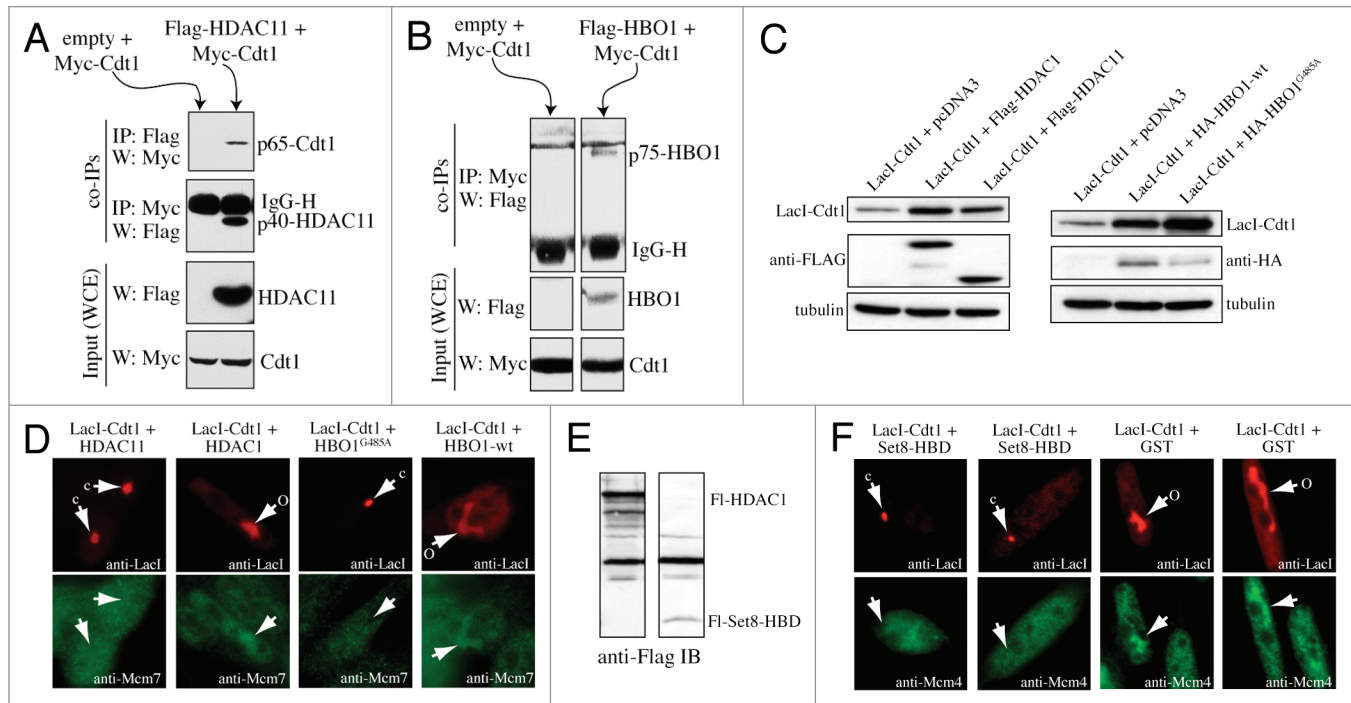 A
empty +
Myc-Cdt1
Flag-HDAC11 +
Myc-Cdt1
co-IPs
IP: Flag
W: Myc
p65-Cdt1
IP: Myc
W: Flag
IgG-H
p40-HDAC11
Input (WCE)
W: Flag
HDAC11
W: Myc
Cdt1
B
empty +
Myc-Cdt1
Flag-HBO1 +
Myc-Cdt1
co-IPs
IP: Myc
W: Flag
p75-HBO1
IgG-H
Input (WCE)
W: Flag
HBO1
W: Myc
Cdt1
C
LacI-Cdt1 + pcDNA3
LacI-Cdt1 + Flag-HDAC1
LacI-Cdt1 + Flag-HDAC11
LacI-Cdt1
anti-FLAG
tubulin
LacI-Cdt1 + pcDNA3
LacI-Cdt1 + HA-HBO1-wt
LacI-Cdt1 + HA-HBO1G485A
LacI-Cdt1
anti-HA
tubulin
D
LacI-Cdt1 +
HDAC11
LacI-Cdt1 +
HDAC1
LacI-Cdt1 +
HBO1G485A
LacI-Cdt1 +
HBO1-wt
c
c
anti-LacI
O
anti-LacI
c
anti-LacI
O
anti-LacI
anti-Mcm7
anti-Mcm7
anti-Mcm7
anti-Mcm7
E
Fl-HDAC1
Fl-Set8-HBD
anti-Flag IB
F
LacI-Cdt1 +
Set8-HBD
LacI-Cdt1 +
Set8-HBD
LacI-Cdt1 +
GST
LacI-Cdt1 +
GST
c
anti-LacI
c
anti-LacI
O
anti-LacI
O
anti-LacI
anti-Mcm4
anti-Mcm4
anti-Mcm4
anti-Mcm4